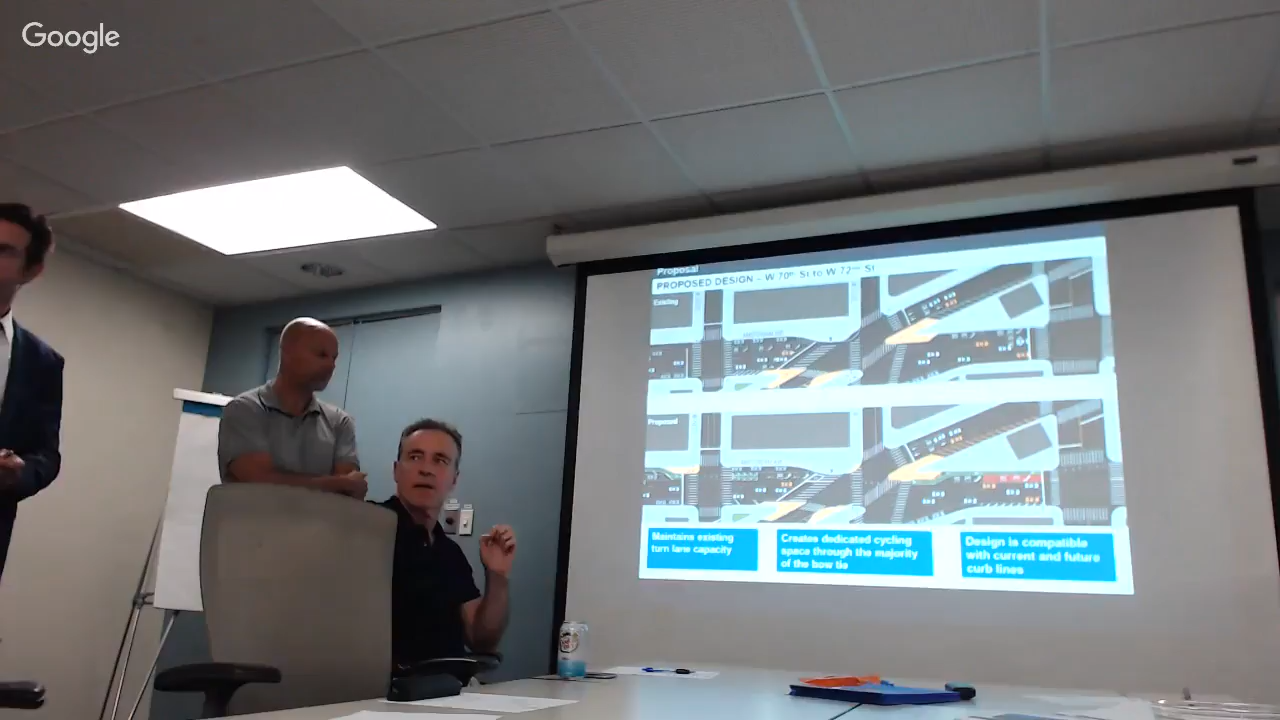 Google
Proposal
PROPOSED DESIGN – W 70th St to W 72nd St
Existing
Proposed
Maintains existing
turn lane capacity
Creates dedicated cycling
space through the majority
of the bow tie
Design is compatible
with current and future
curb lines